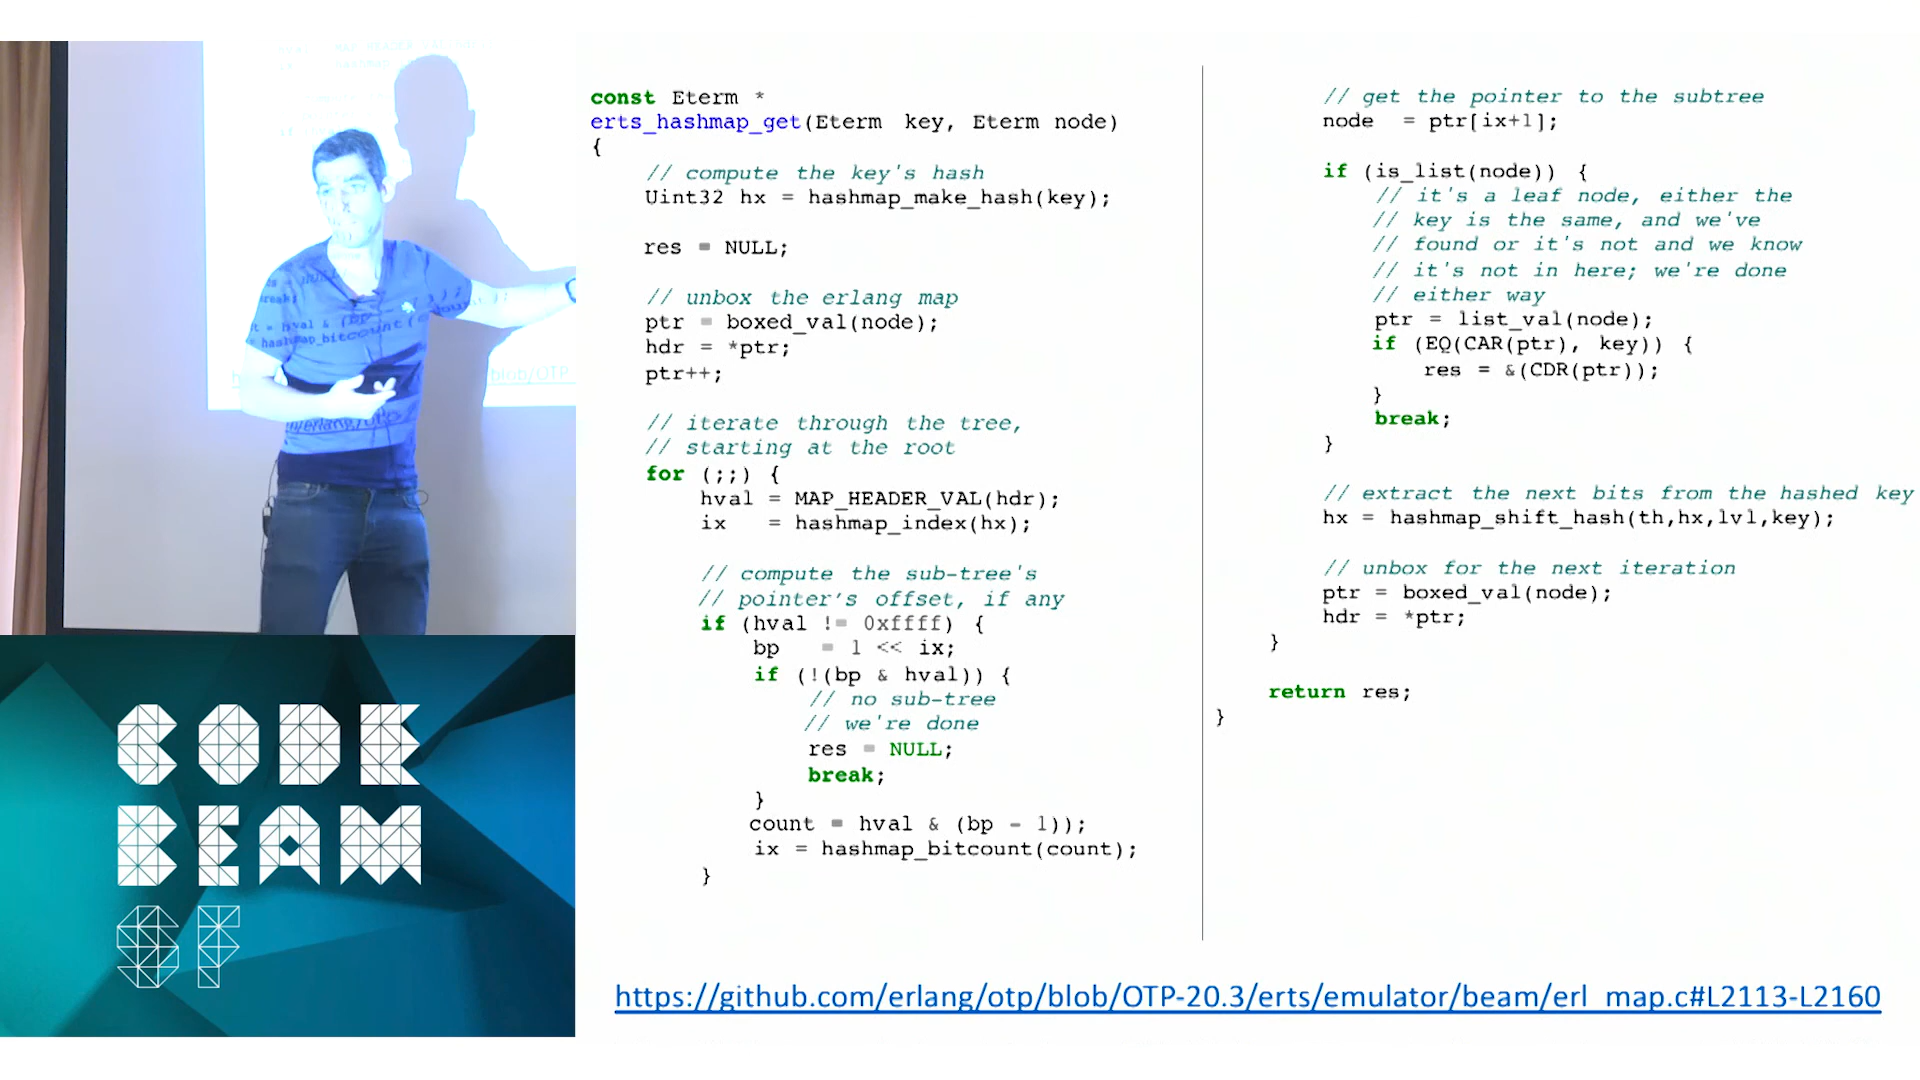 const Eterm *
erts_hashmap_get(Eterm key, Eterm node)
{
// compute the key's hash
Uint32 hx = hashmap_make_hash(key);
res = NULL;
// unbox the erlang map
ptr = boxed_val(node);
hdr = *ptr;
ptr++;
// iterate through the tree,
// starting at the root
for (;;) {
hval = MAP_HEADER_VAL(hdr);
ix = hashmap_index(hx);
// compute the sub-tree's
// pointer’s offset, if any
if (hval != 0xffff) {
bp = 1 << ix;
if (!(bp & hval)) {
// no sub-tree
// we're done
res = NULL;
break;
}
count = hval & (bp - 1));
ix = hashmap_bitcount(count);
}
// get the pointer to the subtree
node = ptr[ix+1];
if (is_list(node)) {
// it's a leaf node, either the
// key is the same, and we've
// found or it's not and we know
// it's not in here; we're done
// either way
ptr = list_val(node);
if (EQ(CAR(ptr), key)) {
res = &(CDR(ptr));
}
break;
}
// extract the next bits from the hashed key
hx = hashmap_shift_hash(th,hx,lvl,key);
// unbox for the next iteration
ptr = boxed_val(node);
hdr = *ptr;
}
return res;
}
https://github.com/erlang/otp/blob/OTP-20.3/erts/emulator/beam/erl_map.c#L2113-L2160
CODE
BEAM
SF